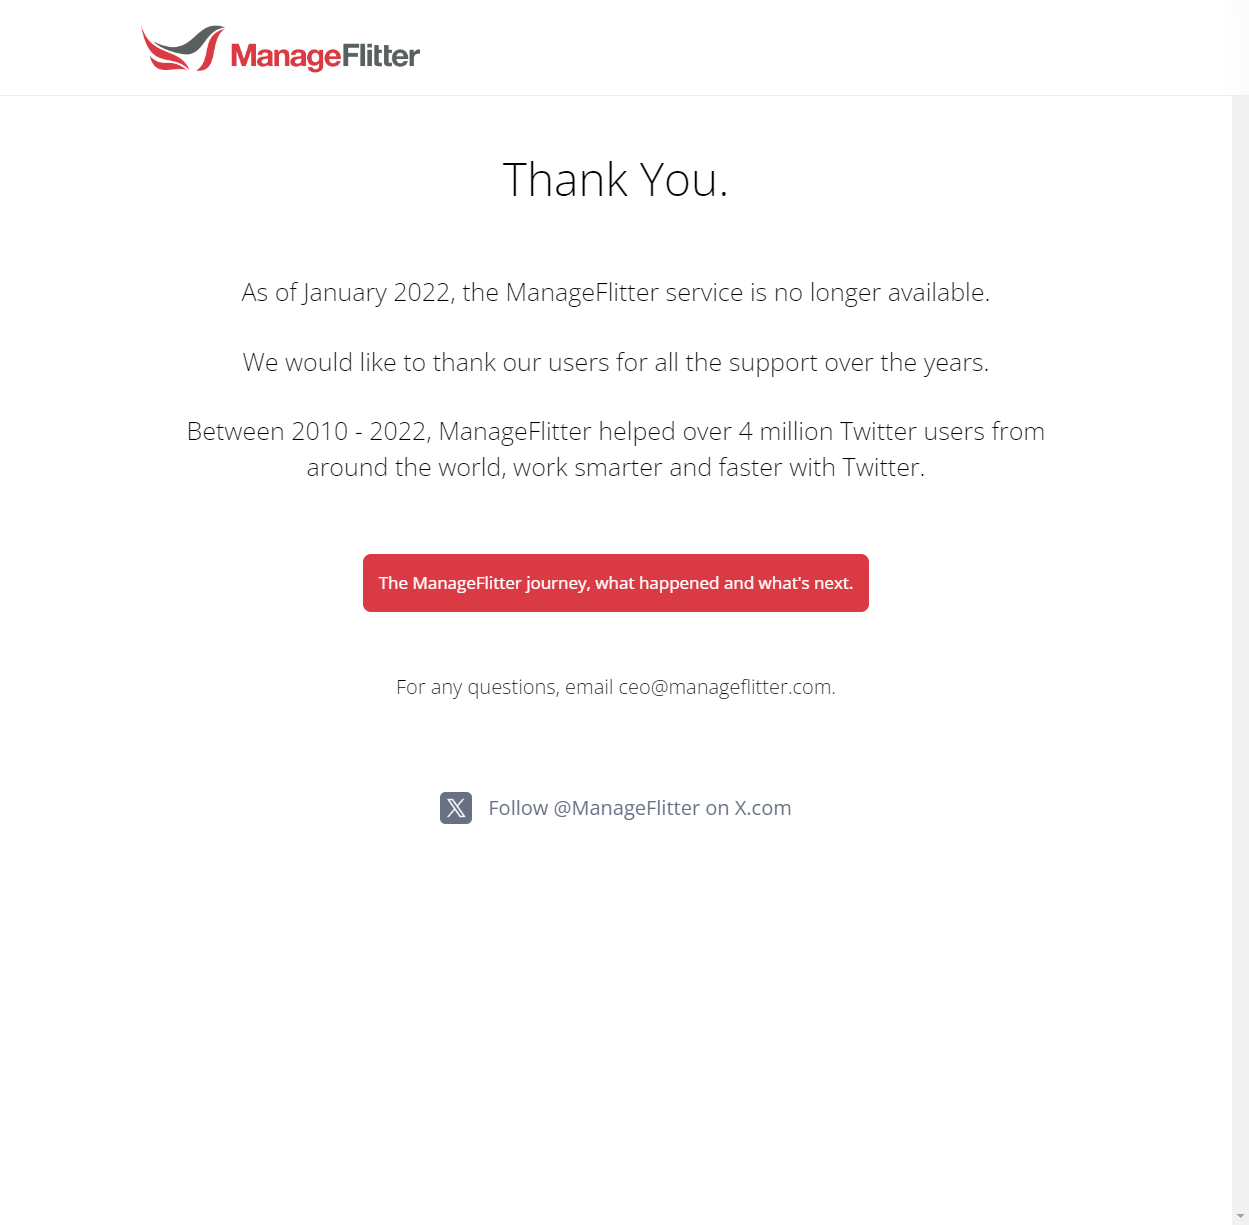 ManageFlitter
Thank You.
As of January 2022, the ManageFlitter service is no longer available.
We would like to thank our users for all the support over the years.
Between 2010 - 2022, ManageFlitter helped over 4 million Twitter users from
around the world, work smarter and faster with Twitter.
The ManageFlitter journey, what happened and what's next.
For any questions, email ceo@manageflitter.com.
Follow @ManageFlitter on X.com